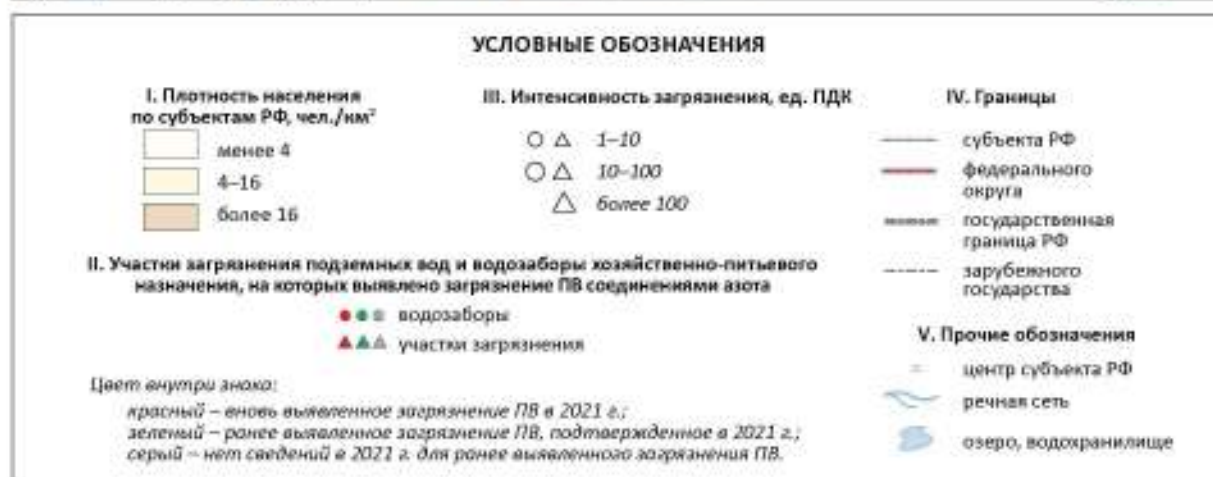 УСЛОВНЫЕ ОБОЗНАЧЕНИЯ
I. Плотность населения
по субъектам РФ, чел./км²
менее 4
4–16
более 16
III. Интенсивность загрязнения, ед. ПДК
1–10
10–100
более 100
IV. Границы
субъекта РФ
федерального
округа
государственная
граница РФ
зарубежного
государства
II. Участки загрязнения подземных вод и водозаборы хозяйственно-питьевого
назначения, на которых выявлено загрязнение ПВ соединениями азота
водозаборы
участки загрязнения
Цвет внутри знака:
красный – вновь выявленное загрязнение ПВ в 2021 г.;
зеленый – ранее выявленное загрязнение ПВ, подтвержденное в 2021 г.;
серый – нет сведений в 2021 г. для ранее выявленного загрязнения ПВ.
V. Прочие обозначения
центр субъекта РФ
речная сеть
озеро, водохранилище